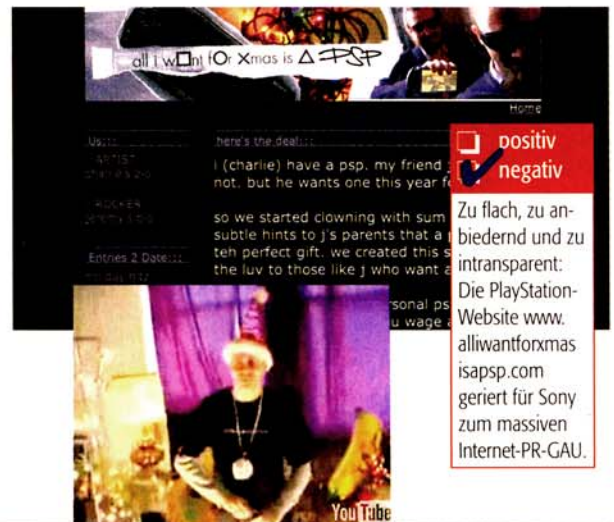 all i w□nt fOr Xmas is △ PSP
Home
Us:::
ARTIST
charlie's bio
ROCKER
jeremy's bio
Entries 2 Date:::
here's the deal:::
i (charlie) have a psp. my friend
not. but he wants one this year f
so we started clowning with sum
subtle hints to j's parents that a
teh perfect gift. we created this s
the luv to those like j who want a
rsonal ps
u wage a
YouTube
positiv
negativ
Zu flach, zu an-
biedernd und zu
intransparent:
Die PlayStation-
Website www.
alliwantforxmas
isapsp.com
geriert für Sony
zum massiven
Internet-PR-GAU.